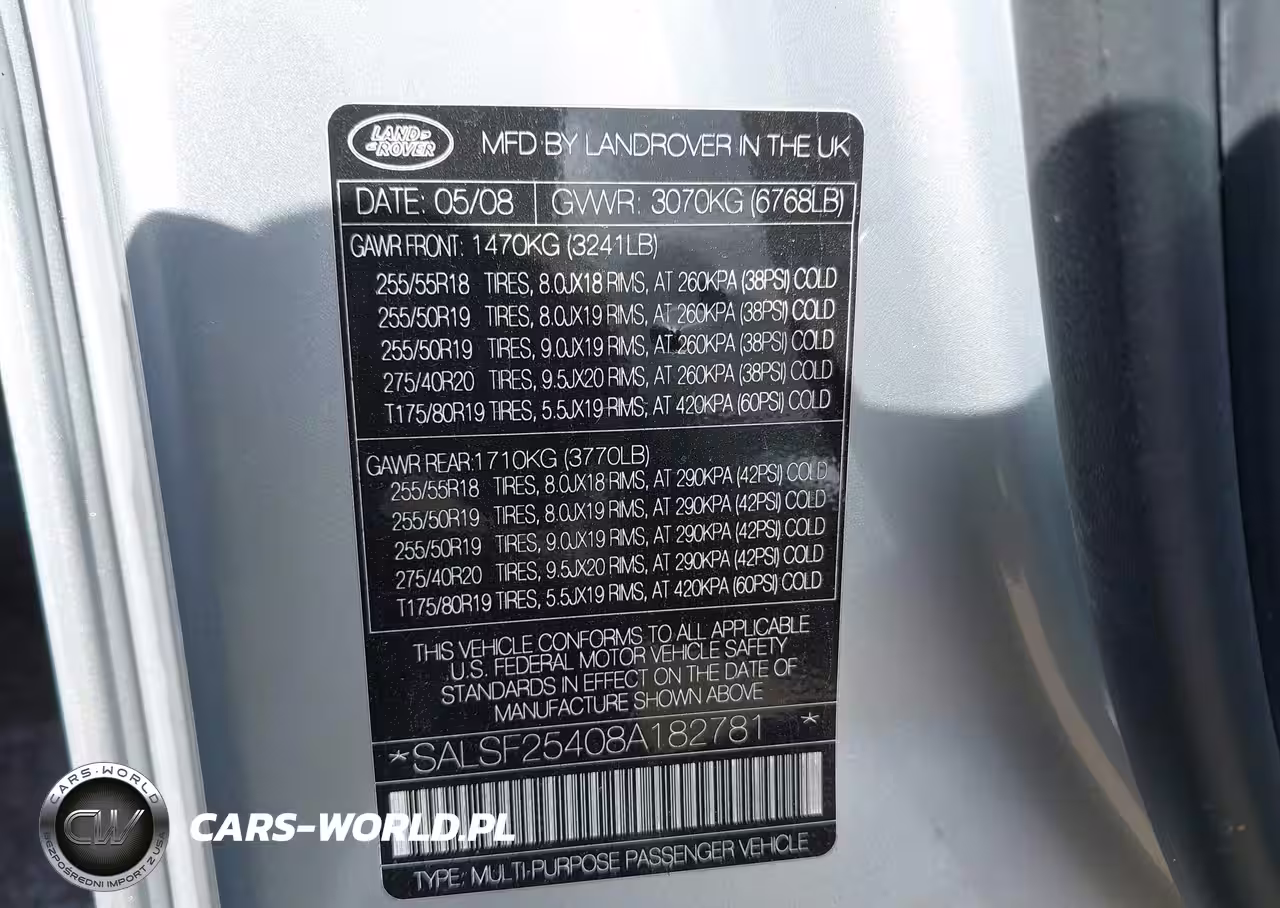 LAND ROVER
MFD BY LANDROVER IN THE UK
DATE: 05/08 GVWR: 3070KG (6768LB)
GAWR FRONT: 1470KG (3241LB)
255/55R18 TIRES, 8.0JX18 RIMS, AT 260KPA (38PSI) COLD
255/50R19 TIRES, 8.0JX19 RIMS, AT 260KPA (38PSI) COLD
255/50R19 TIRES, 9.0JX19 RIMS, AT 260KPA (38PSI) COLD
275/40R20 TIRES, 9.5JX20 RIMS, AT 260KPA (38PSI) COLD
T175/80R19 TIRES, 5.5JX19 RIMS, AT 420KPA (60PSI) COLD
GAWR REAR:1710KG (3770LB)
255/55R18 TIRES, 8.0JX18 RIMS, AT 290KPA (42PSI) COLD
255/50R19 TIRES, 8.0JX19 RIMS, AT 290KPA (42PSI) COLD
255/50R19 TIRES, 9.0JX19 RIMS, AT 290KPA (42PSI) COLD
275/40R20 TIRES, 9.5JX20 RIMS, AT 290KPA (42PSI) COLD
T175/80R19 TIRES, 5.5JX19 RIMS, AT 420KPA (60PSI) COLD
THIS VEHICLE CONFORMS TO ALL APPLICABLE
U.S. FEDERAL MOTOR VEHICLE SAFETY
STANDARDS IN EFFECT ON THE DATE OF
MANUFACTURE SHOWN ABOVE
*SALSF25408A182781 *
TYPE: MULTI-PURPOSE PASSENGER VEHICLE
CARS-WORLD
CW
BEZPOŚREDNI IMPORT Z USA
CARS-WORLD.PL